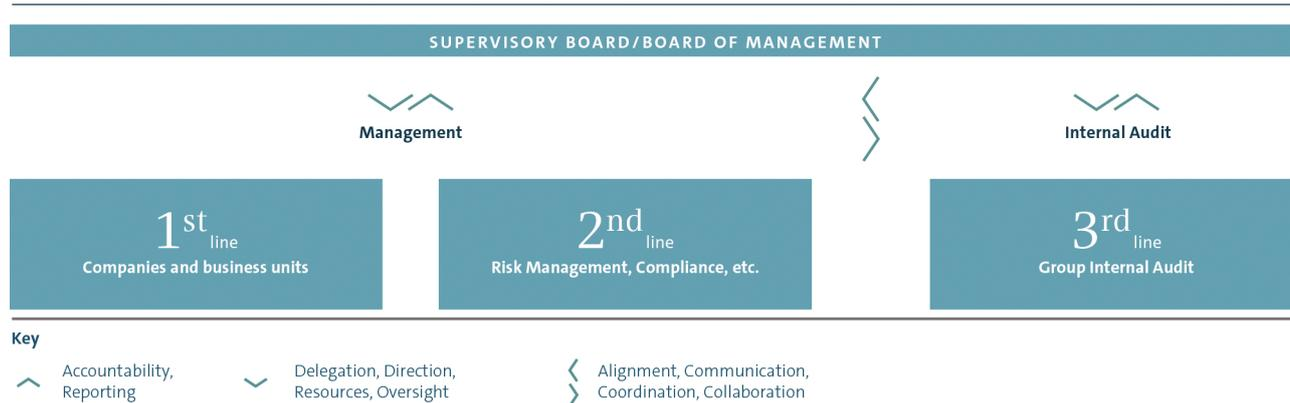 SUPERVISORY BOARD/BOARD OF MANAGEMENT
Management
Internal Audit
1st line
Companies and business units
2nd line
Risk Management, Compliance, etc.
3rd line
Group Internal Audit
Key
Accountability,
Reporting
Delegation, Direction,
Resources, Oversight
Alignment, Communication,
Coordination, Collaboration